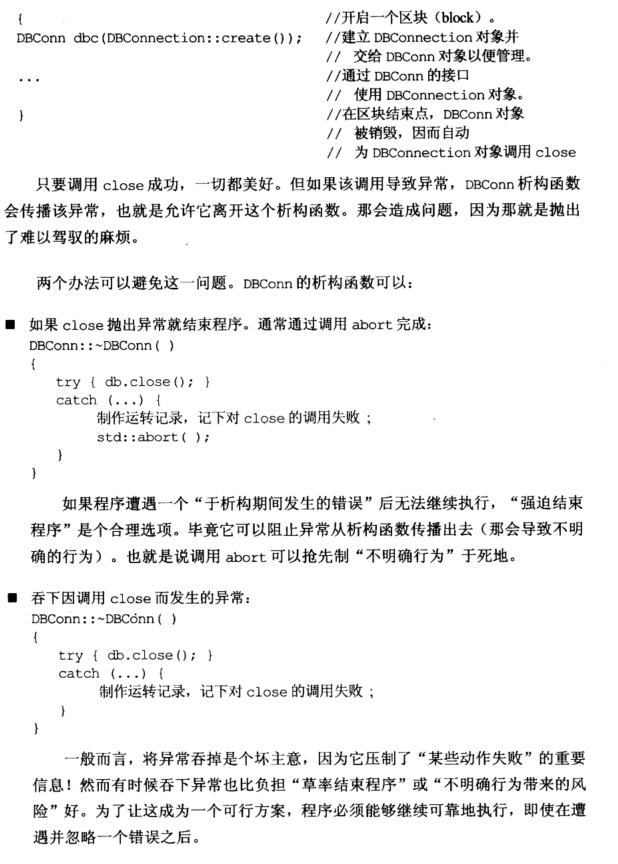 { //开启一个区块（block）。
DBConn dbc(DBConnection::create()); //建立 DBConnection 对象并
// 交给 DBConn 对象以便管理。
... //通过 DBConn 的接口
// 使用 DBConnection 对象。
} //在区块结束点，DBConn 对象
// 被销毁，因而自动
// 为 DBConnection 对象调用 close
只要调用 close 成功，一切都美好。但如果该调用导致异常，DBConn 析构函数
会传播该异常，也就是允许它离开这个析构函数。那会造成问题，因为那就是抛出
了难以驾驭的麻烦。
两个办法可以避免这一问题。DBConn 的析构函数可以：
■ 如果 close 抛出异常就结束程序。通常通过调用 abort 完成：
DBConn::~DBConn( )
{
try { db.close(); }
catch (...) {
制作运转记录，记下对 close 的调用失败；
std::abort( );
}
}
如果程序遭遇一个“于析构期间发生的错误”后无法继续执行，“强迫结束
程序”是个合理选项。毕竟它可以阻止异常从析构函数传播出去（那会导致不明
确的行为）。也就是说调用 abort 可以抢先制“不明确行为”于死地。
■ 吞下因调用 close 而发生的异常：
DBConn::~DBConn( )
{
try { db.close(); }
catch (...) {
制作运转记录，记下对 close 的调用失败；
}
}
一般而言，将异常吞掉是个坏主意，因为它压制了“某些动作失败”的重要
信息！然而有时候吞下异常也比负担“草率结束程序”或“不明确行为带来的风
险”好。为了让这成为一个可行方案，程序必须能够继续可靠地执行，即使在遭
遇并忽略一个错误之后。